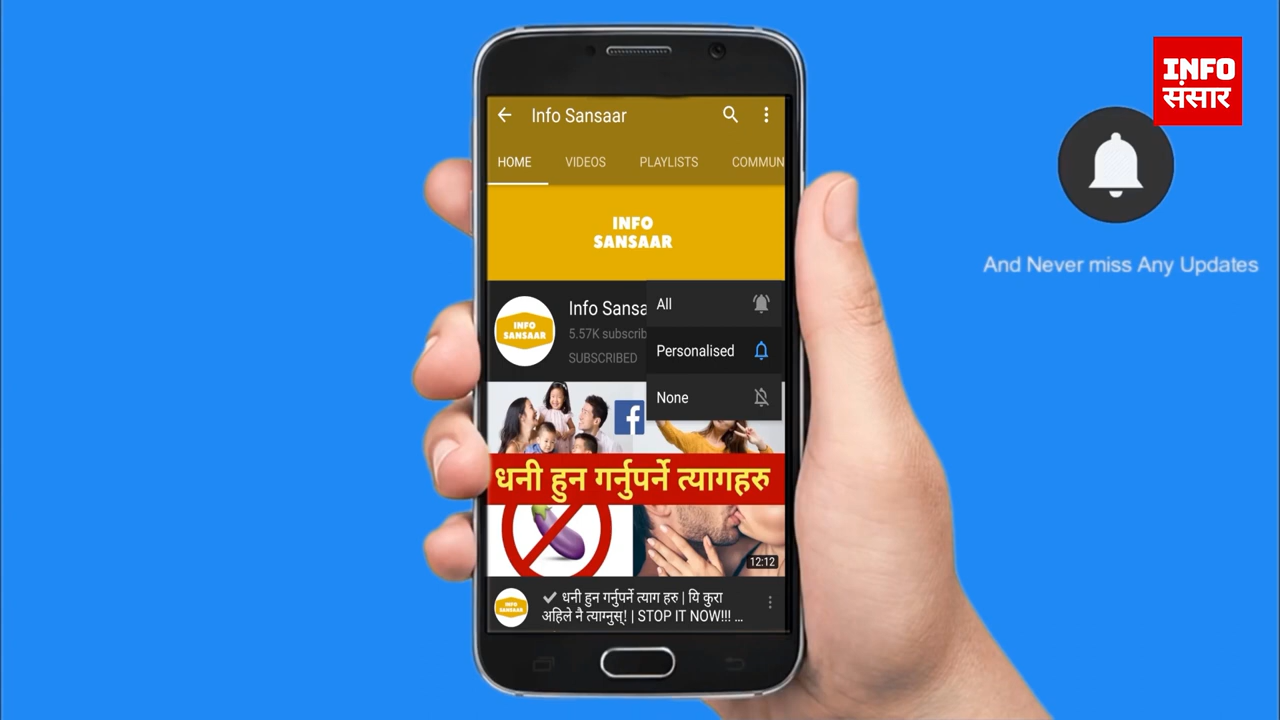 INFO
संसार
And Never miss Any Updates
Info Sansaar
HOME VIDEOS PLAYLISTS COMMUN
INFO
SANSAAR
Info Sansa
5.57K subscrib
SUBSCRIBED
All
Personalised
None
INFO
SANSAAR
f
धनी हुन गर्नुपर्ने त्यागहरु
12:12
INFO
SANSAAR
धनी हुन गर्नुपर्ने त्याग हरु | यि कुरा
अहिले नै त्याग्नुस्! | STOP IT NOW!!! ...